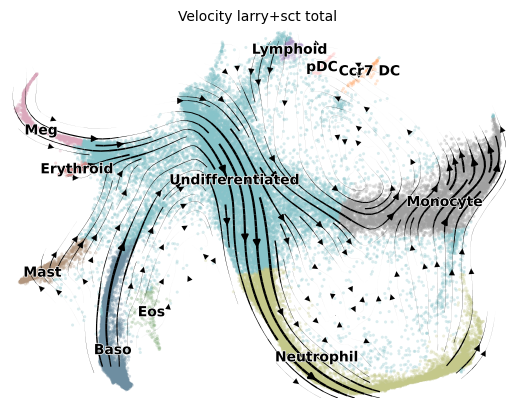 Velocity larry+sct total
Lymphoid
pDC
Ccr7 DC
Meg
Erythroid
Undifferentiated
Monocyte
Mast
Eos
Baso
Neutrophil